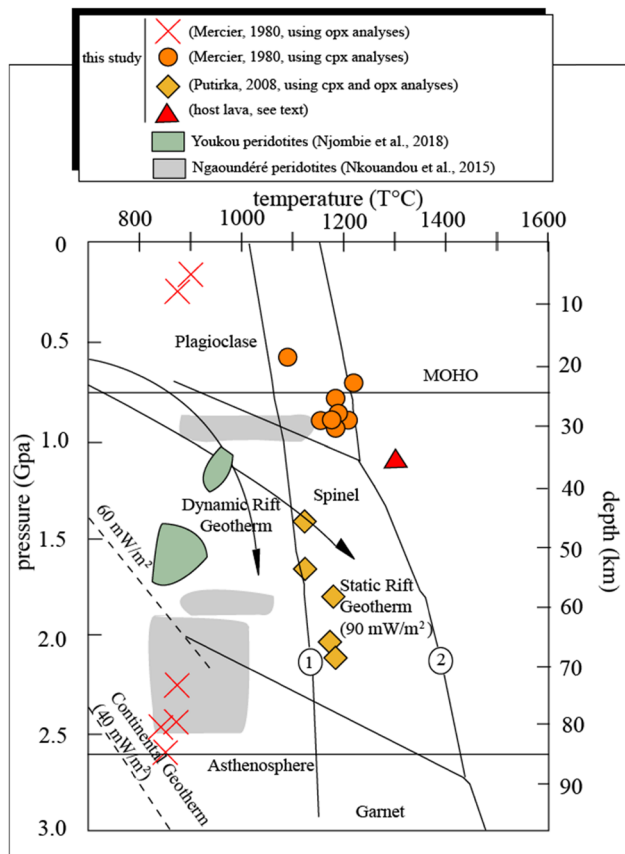 (Mercier, 1980, using opx analyses)
this study
(Mercier, 1980, using cpx analyses)
(Putirka, 2008, using cpx and opx analyses)
(host lava, see text)
Youkou peridotites (Njombie et al., 2018)
Ngaoundéré peridotites (Nkouandou et al., 2015)
temperature (T°C)
800 1000 1200 1400 1600
0
0.5
1.0
1.5
2.0
2.5
3.0
pressure (Gpa)
10
20
30
40
50
60
70
80
90
depth (km)
Plagioclase
MOHO
Spinel
Dynamic Rift
Geotherm
60 mW/m²
Static Rift
Geotherm
(90 mW/m²)
1
2
Continental Geotherm
(40 mW/m²)
Asthenosphere
Garnet